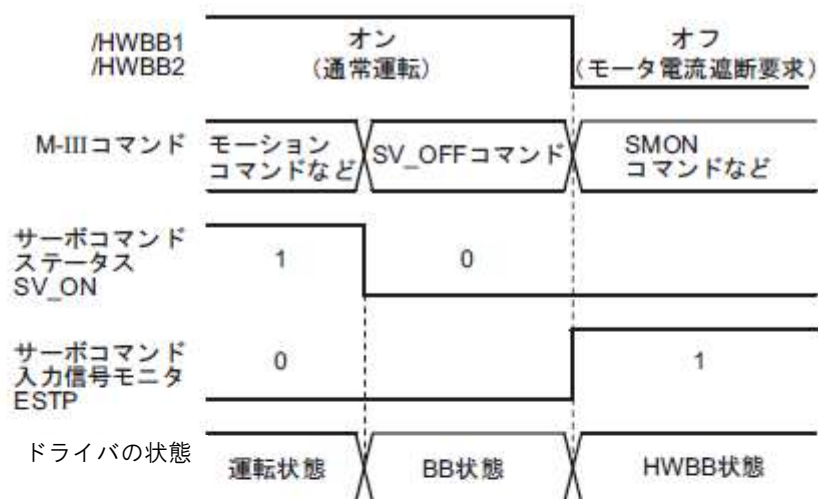 /HWBB1
/HWBB2
オン
(通常運転)
オフ
(モータ電流遮断要求)
M-IIIコマンド
モーション
コマンドなど
SV_OFFコマンド
SMON
コマンドなど
サーボコマンド
ステータス
SV_ON
1
0
サーボコマンド
入力信号モニタ
ESTP
0
1
ドライバの状態
運転状態
BB状態
HWBB状態